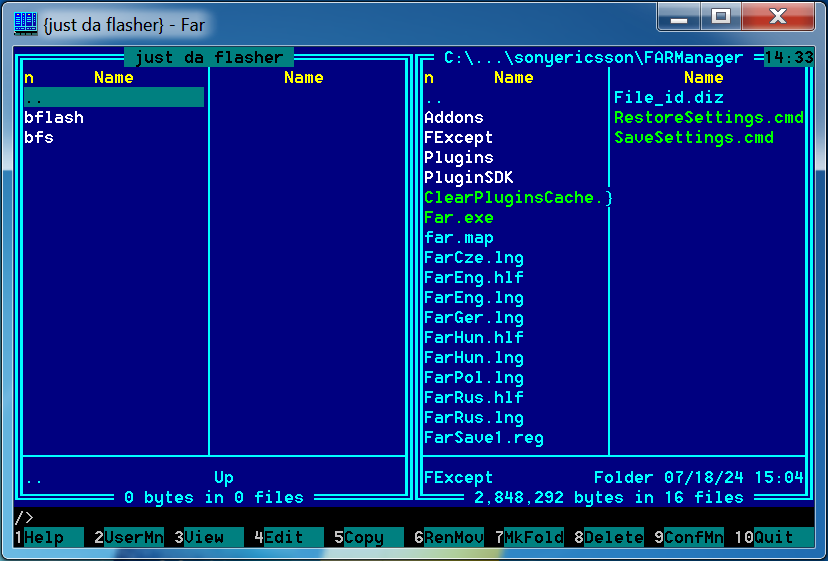 {just da flasher} - Far
just da flasher
n Name Name
..
bflash
bfs
.. Up
0 bytes in 0 files
C:\...\sonyericsson\FARManager 14:33
n Name Name
..
Addons
FExcept
Plugins
PluginSDK
ClearPluginsCache.}
Far.exe
far.map
FarCze.lng
FarEng.hlf
FarEng.lng
FarGer.lng
FarHun.hlf
FarHun.lng
FarPol.lng
FarRus.hlf
FarRus.lng
FarSave1.reg
File_id.diz
RestoreSettings.cmd
SaveSettings.cmd
FExcept Folder 07/18/24 15:04
2,848,292 bytes in 16 files
/>
1Help 2UserMn 3View 4Edit 5Copy 6RenMov 7MkFold 8Delete 9ConfMn 10Quit